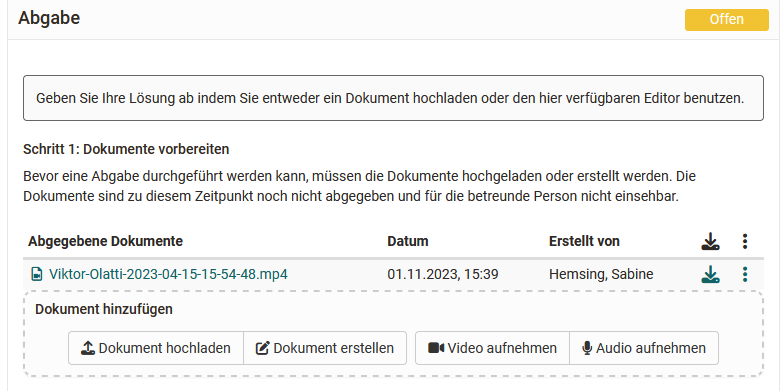 Abgabe
Offen
Geben Sie Ihre Lösung ab indem Sie entweder ein Dokument hochladen oder den hier verfügbaren Editor benutzen.
Schritt 1: Dokumente vorbereiten
Bevor eine Abgabe durchgeführt werden kann, müssen die Dokumente hochgeladen oder erstellt werden. Die
Dokumente sind zu diesem Zeitpunkt noch nicht abgegeben und für die betreunde Person nicht einsehbar.
Abgegebene Dokumente Datum Erstellt von
Viktor-Olatti-2023-04-15-15-54-48.mp4 01.11.2023, 15:39 Hemsing, Sabine
Dokument hinzufügen
Dokument hochladen Dokument erstellen Video aufnehmen Audio aufnehmen